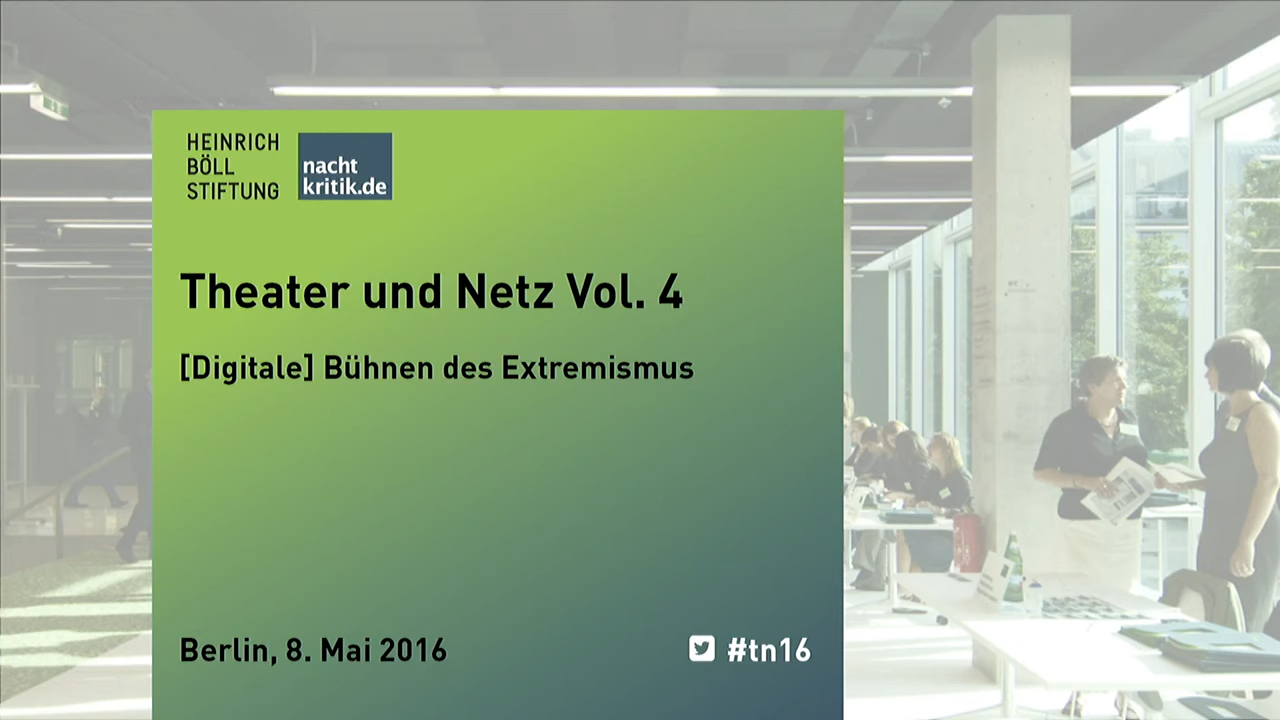 HEINRICH
BÖLL
STIFTUNG
nacht
kritik.de
Theater und Netz Vol. 4
[Digitale] Bühnen des Extremismus
Berlin, 8. Mai 2016
#tn16